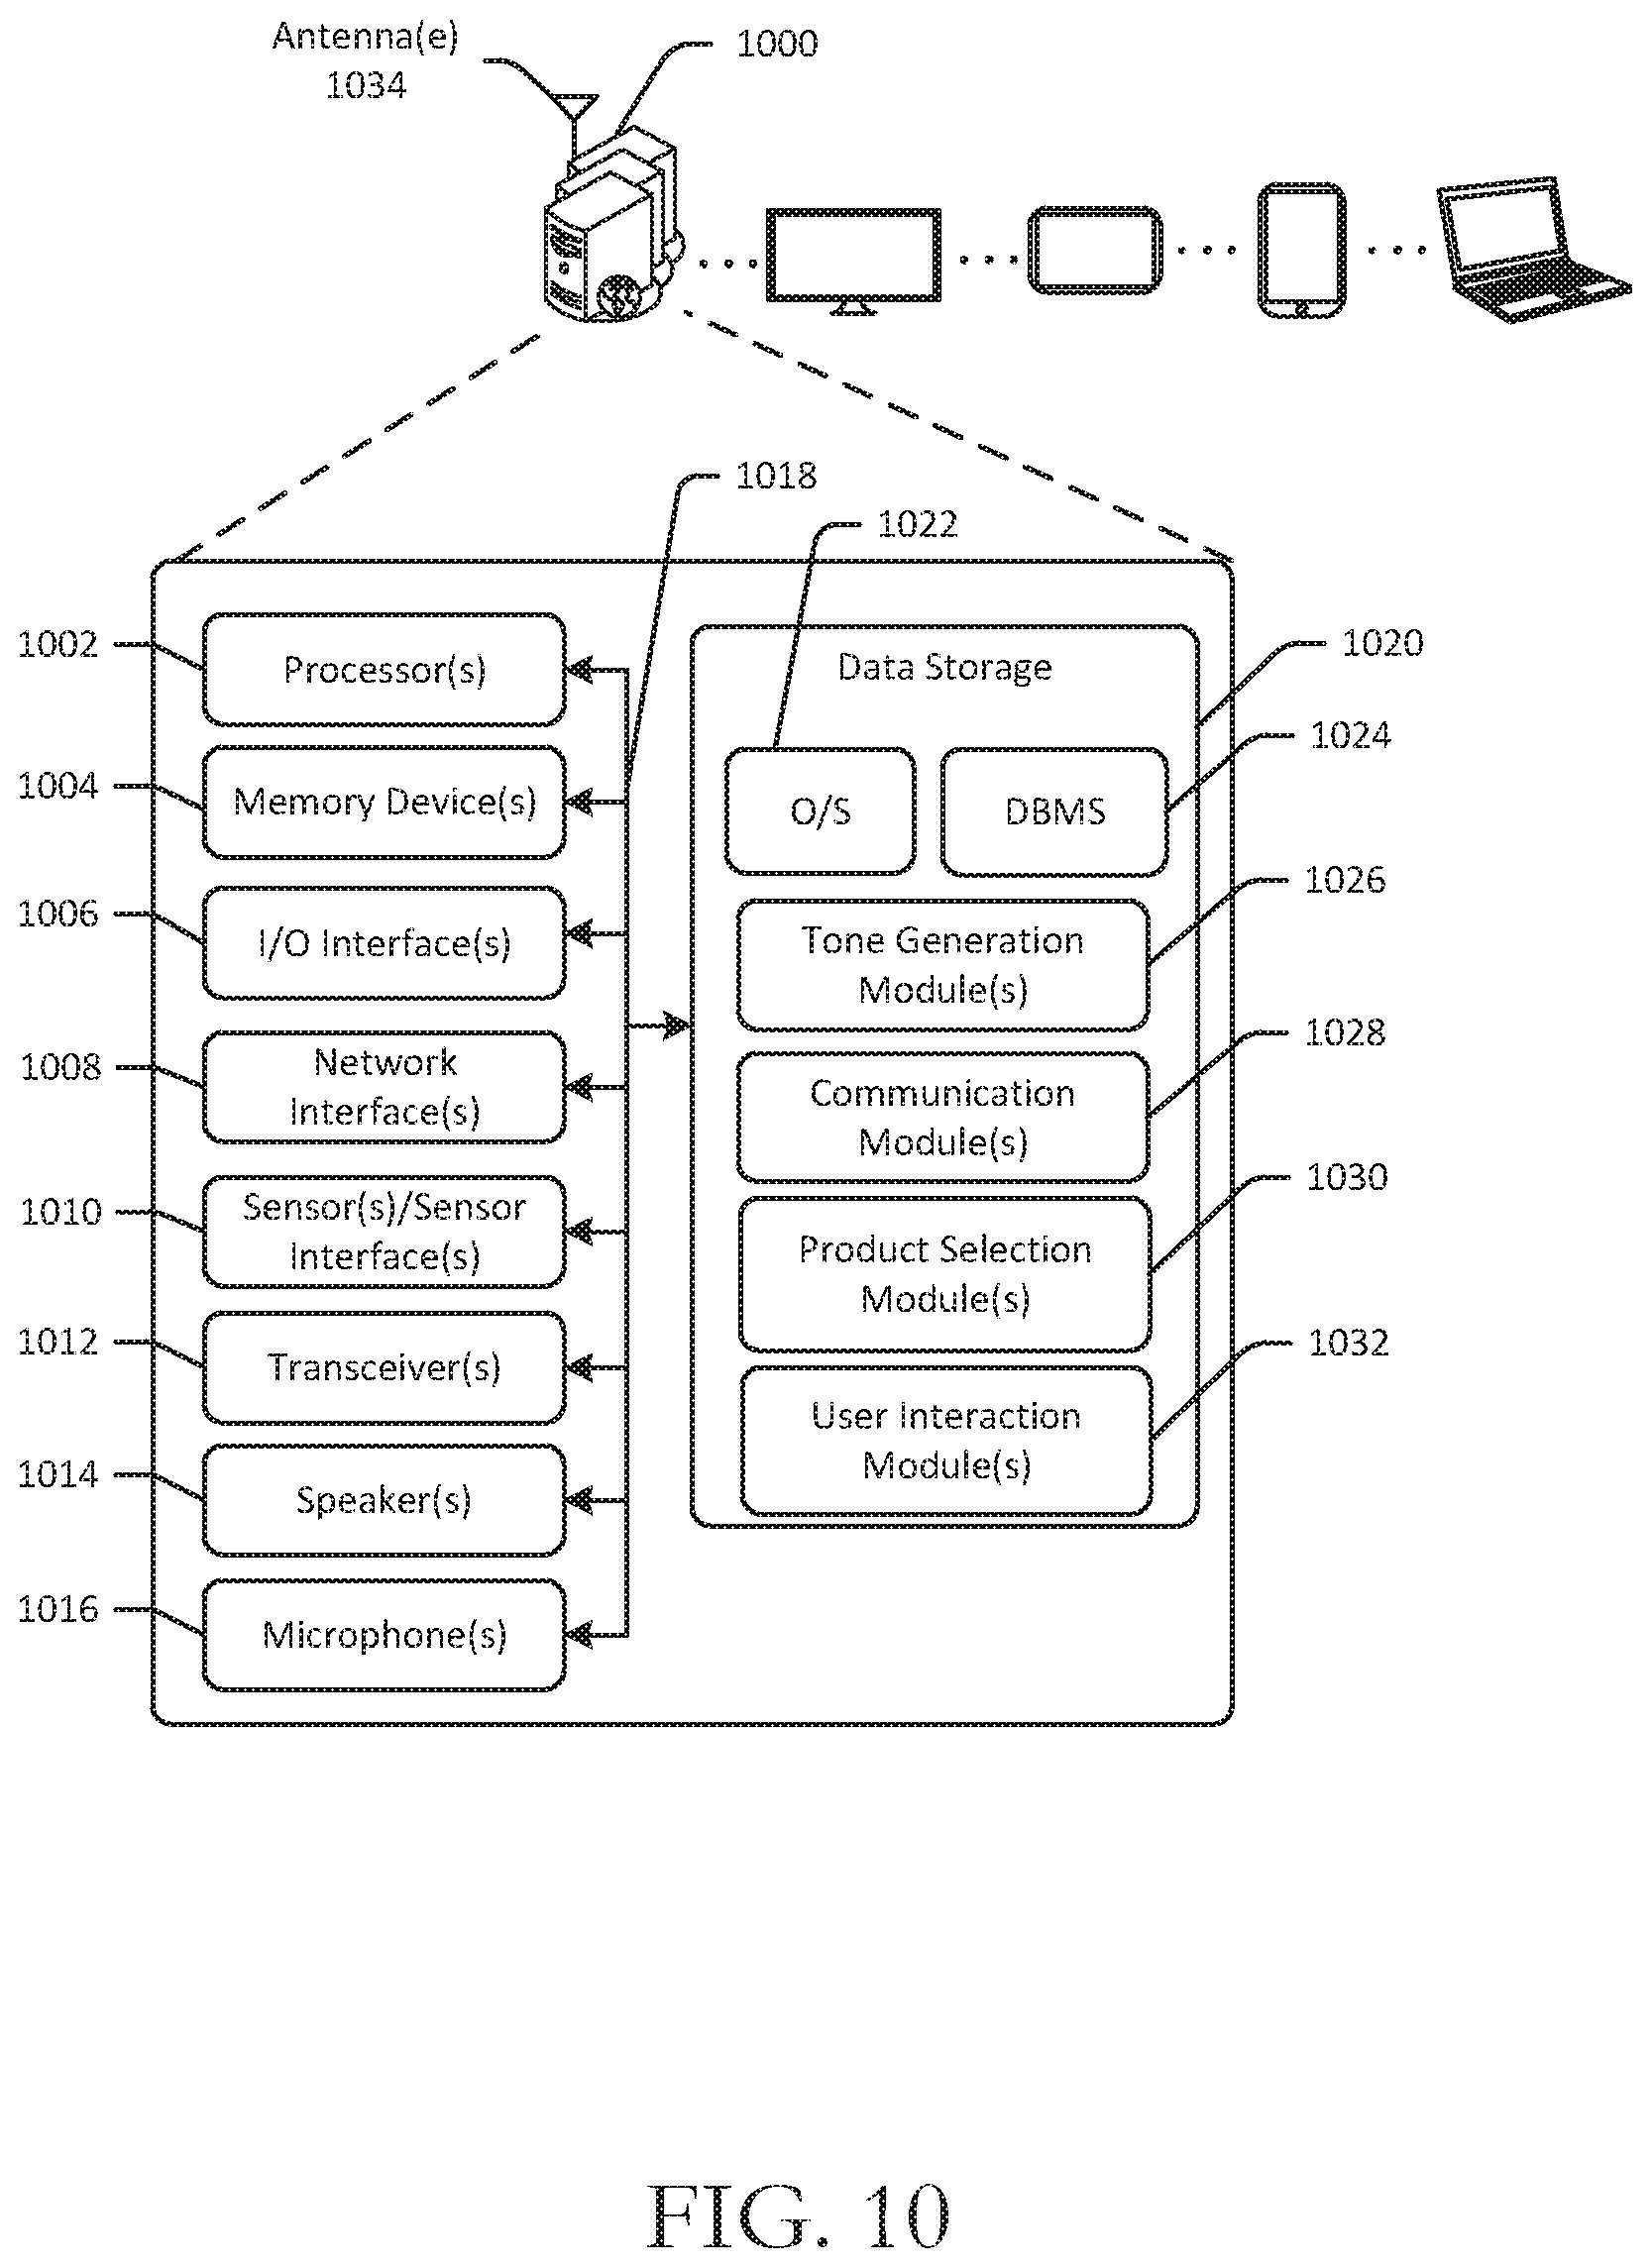 Antenna(e)
1034
1000
1018
1022
1002
Processor(s)
Data Storage
1020
1004
Memory Device(s)
O/S
DBMS
1024
1006
I/O Interface(s)
Tone Generation
Module(s)
1026
1008
Network
Interface(s)
Communication
Module(s)
1028
1010
Sensor(s)/Sensor
Interface(s)
Product Selection
Module(s)
1030
1012
Transceiver(s)
User Interaction
Module(s)
1032
1014
Speaker(s)
1016
Microphone(s)
FIG. 10